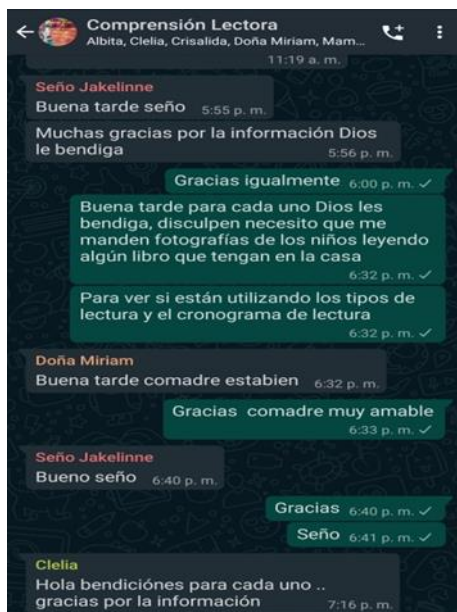 Comprensión Lectora
Albita, Clelia, Crisalida, Doña Miriam, Mam...
11:19 a. m.
Seño Jakelinne
Buena tarde seño 5:55 p. m.
Muchas gracias por la información Dios
le bendiga 5:56 p. m.
Gracias igualmente 6:00 p. m.
Buena tarde para cada uno Dios les
bendiga, disculpen necesito que me
manden fotografías de los niños leyendo
algún libro que tengan en la casa
6:32 p. m.
Para ver si están utilizando los tipos de
lectura y el cronograma de lectura
6:32 p. m.
Doña Miriam
Buena tarde comadre estabien 6:32 p. m.
Gracias comadre muy amable
6:33 p. m.
Seño Jakelinne
Bueno seño 6:40 p. m.
Gracias 6:40 p. m.
Seño 6:41 p. m.
Clelia
Hola bendiciónes para cada uno ..
gracias por la información 7:16 p. m.